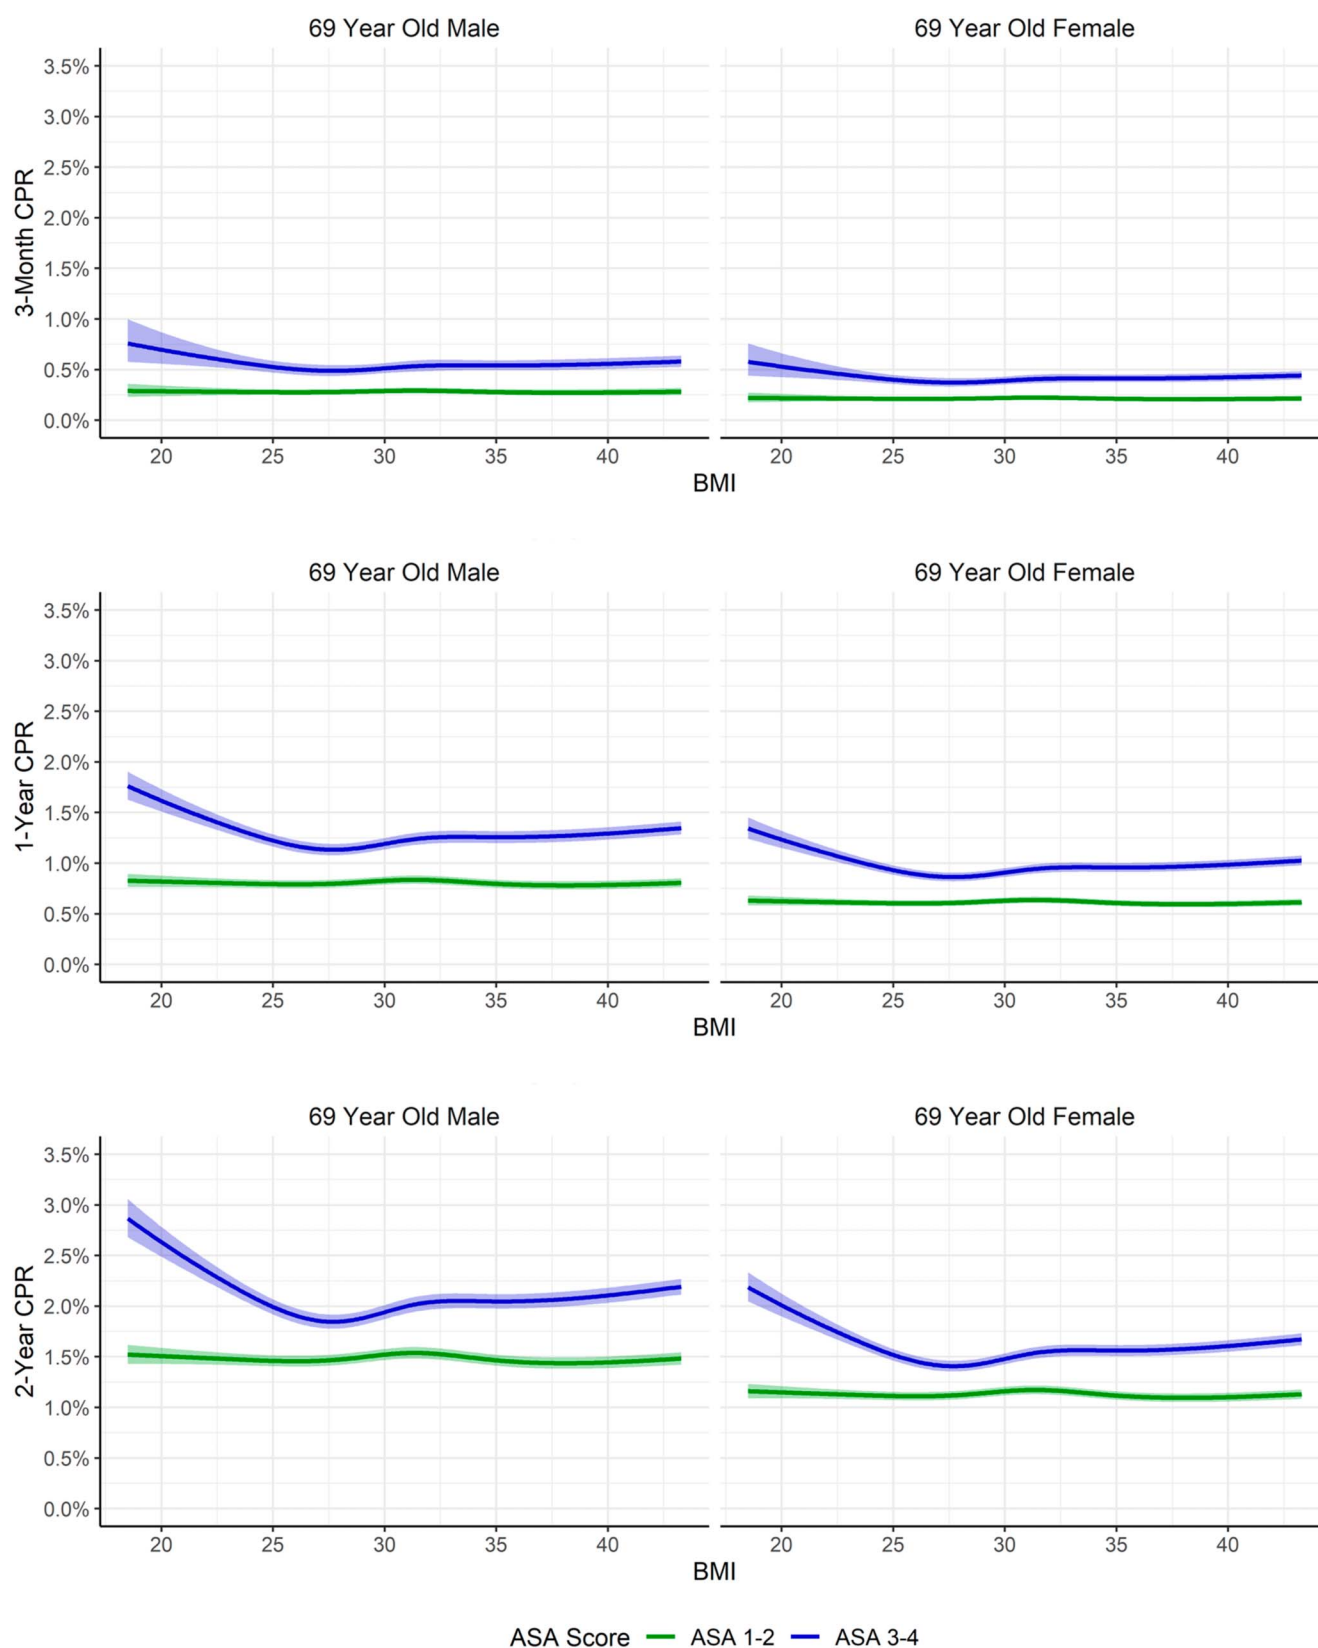 69 Year Old Male 69 Year Old Female
3-Month CPR
3.5%
3.0%
2.5%
2.0%
1.5%
1.0%
0.5%
0.0%
20 25 30 35 40 20 25 30 35 40
BMI
69 Year Old Male 69 Year Old Female
1-Year CPR
3.5%
3.0%
2.5%
2.0%
1.5%
1.0%
0.5%
0.0%
20 25 30 35 40 20 25 30 35 40
BMI
69 Year Old Male 69 Year Old Female
2-Year CPR
3.5%
3.0%
2.5%
2.0%
1.5%
1.0%
0.5%
0.0%
20 25 30 35 40 20 25 30 35 40
BMI
ASA Score ASA 1-2 ASA 3-4